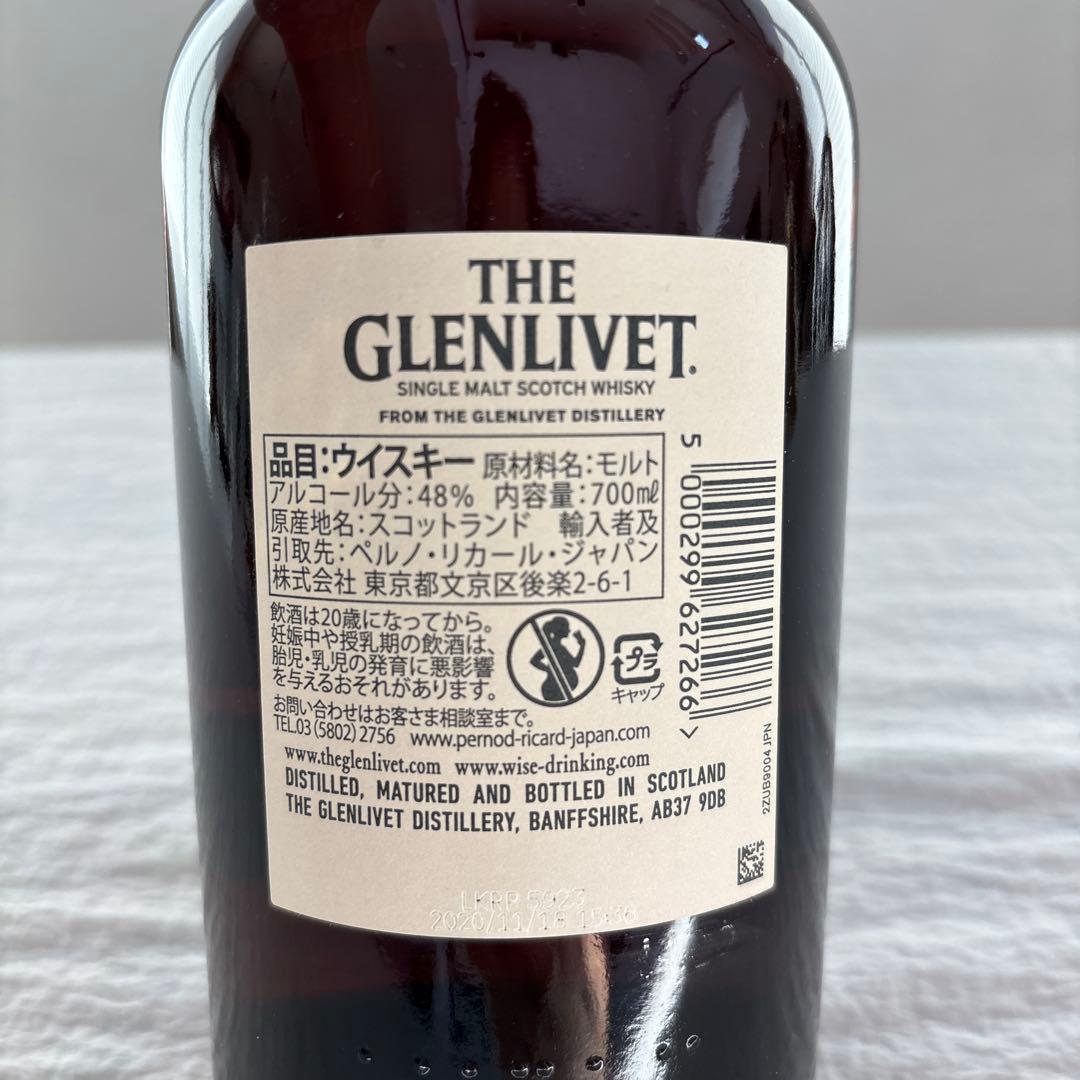 THE
GLENLIVET.
SINGLE MALT SCOTCH WHISKY
FROM THE GLENLIVET DISTILLERY
品目:ウイスキー 原材料名:モルト
アルコール分:48% 内容量:700㎖
原産地名:スコットランド 輸入者及
引取先:ペルノ・リカール・ジャパン
株式会社 東京都文京区後楽2-6-1
飲酒は20歳になってから。
妊娠中や授乳期の飲酒は、
胎児・乳児の発育に悪影響
を与えるおそれがあります。
プラ
キャップ
お問い合わせはお客さま相談室まで。
TEL.03 (5802) 2756 www.pernod-ricard-japan.com
www.theglenlivet.com www.wise-drinking.com
DISTILLED, MATURED AND BOTTLED IN SCOTLAND
THE GLENLIVET DISTILLERY, BANFFSHIRE, AB37 9DB
5 000299 627266 >
2ZUB9004 JPN
LKRP 5923
2020/11/18 15:36